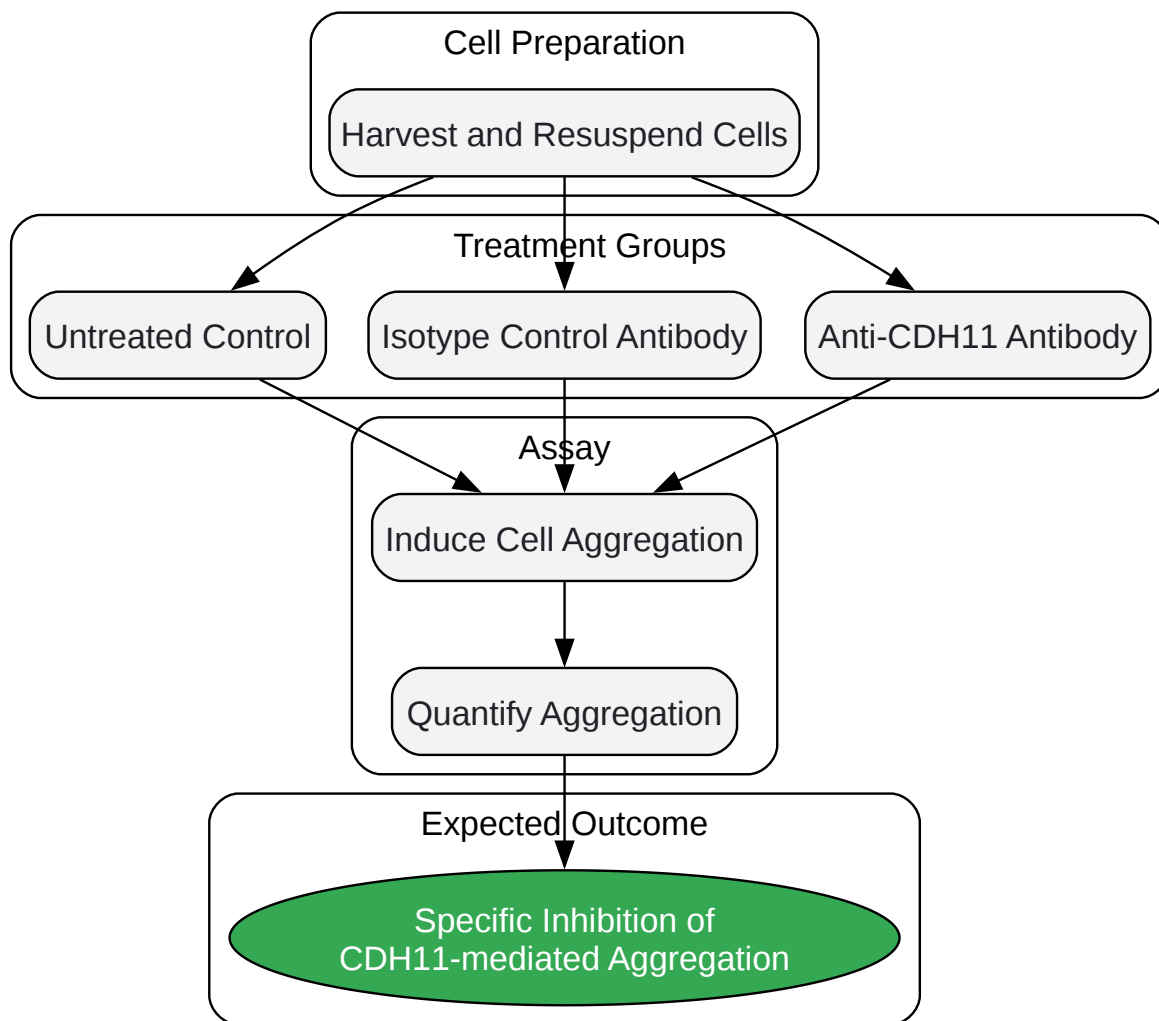 Cell Preparation
Harvest and Resuspend Cells
Treatment Groups
Untreated Control
Isotype Control Antibody
Anti-CDH11 Antibody
Assay
Induce Cell Aggregation
Quantify Aggregation
Expected Outcome
Specific Inhibition of
CDH11-mediated Aggregation